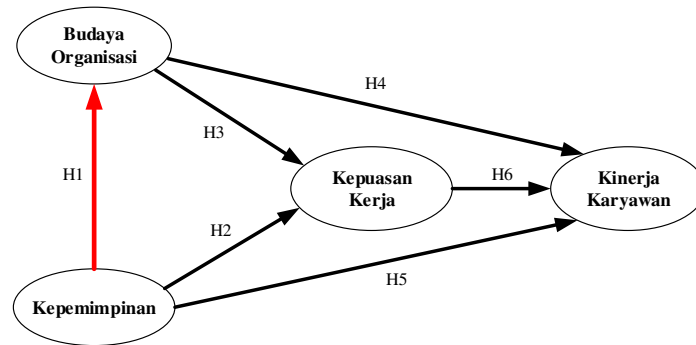 Budaya
Organisasi
H4
H3
H1
Kepuasan
Kerja
H6
Kinerja
Karyawan
H2
H5
Kepemimpinan